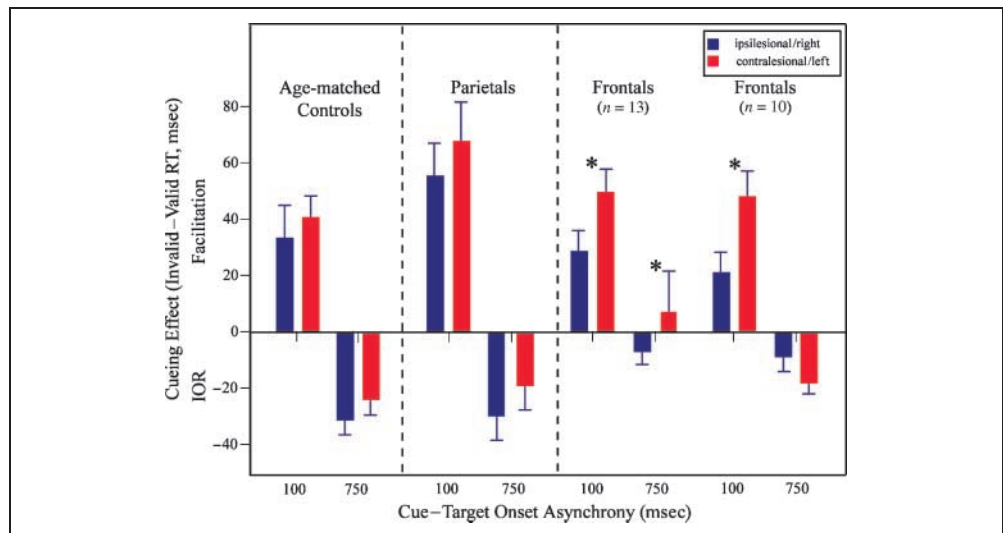 ipsilesional/right
contralesional/left
Age-matched
Controls
Parietals
Frontals
(n = 13)
Frontals
(n = 10)
Cueing Effect (Invalid–Valid RT, msec)
IOR Facilitation
80
60
40
20
0
−20
−40
*
*
*
100 750 100 750 100 750 100 750
Cue–Target Onset Asynchrony (msec)